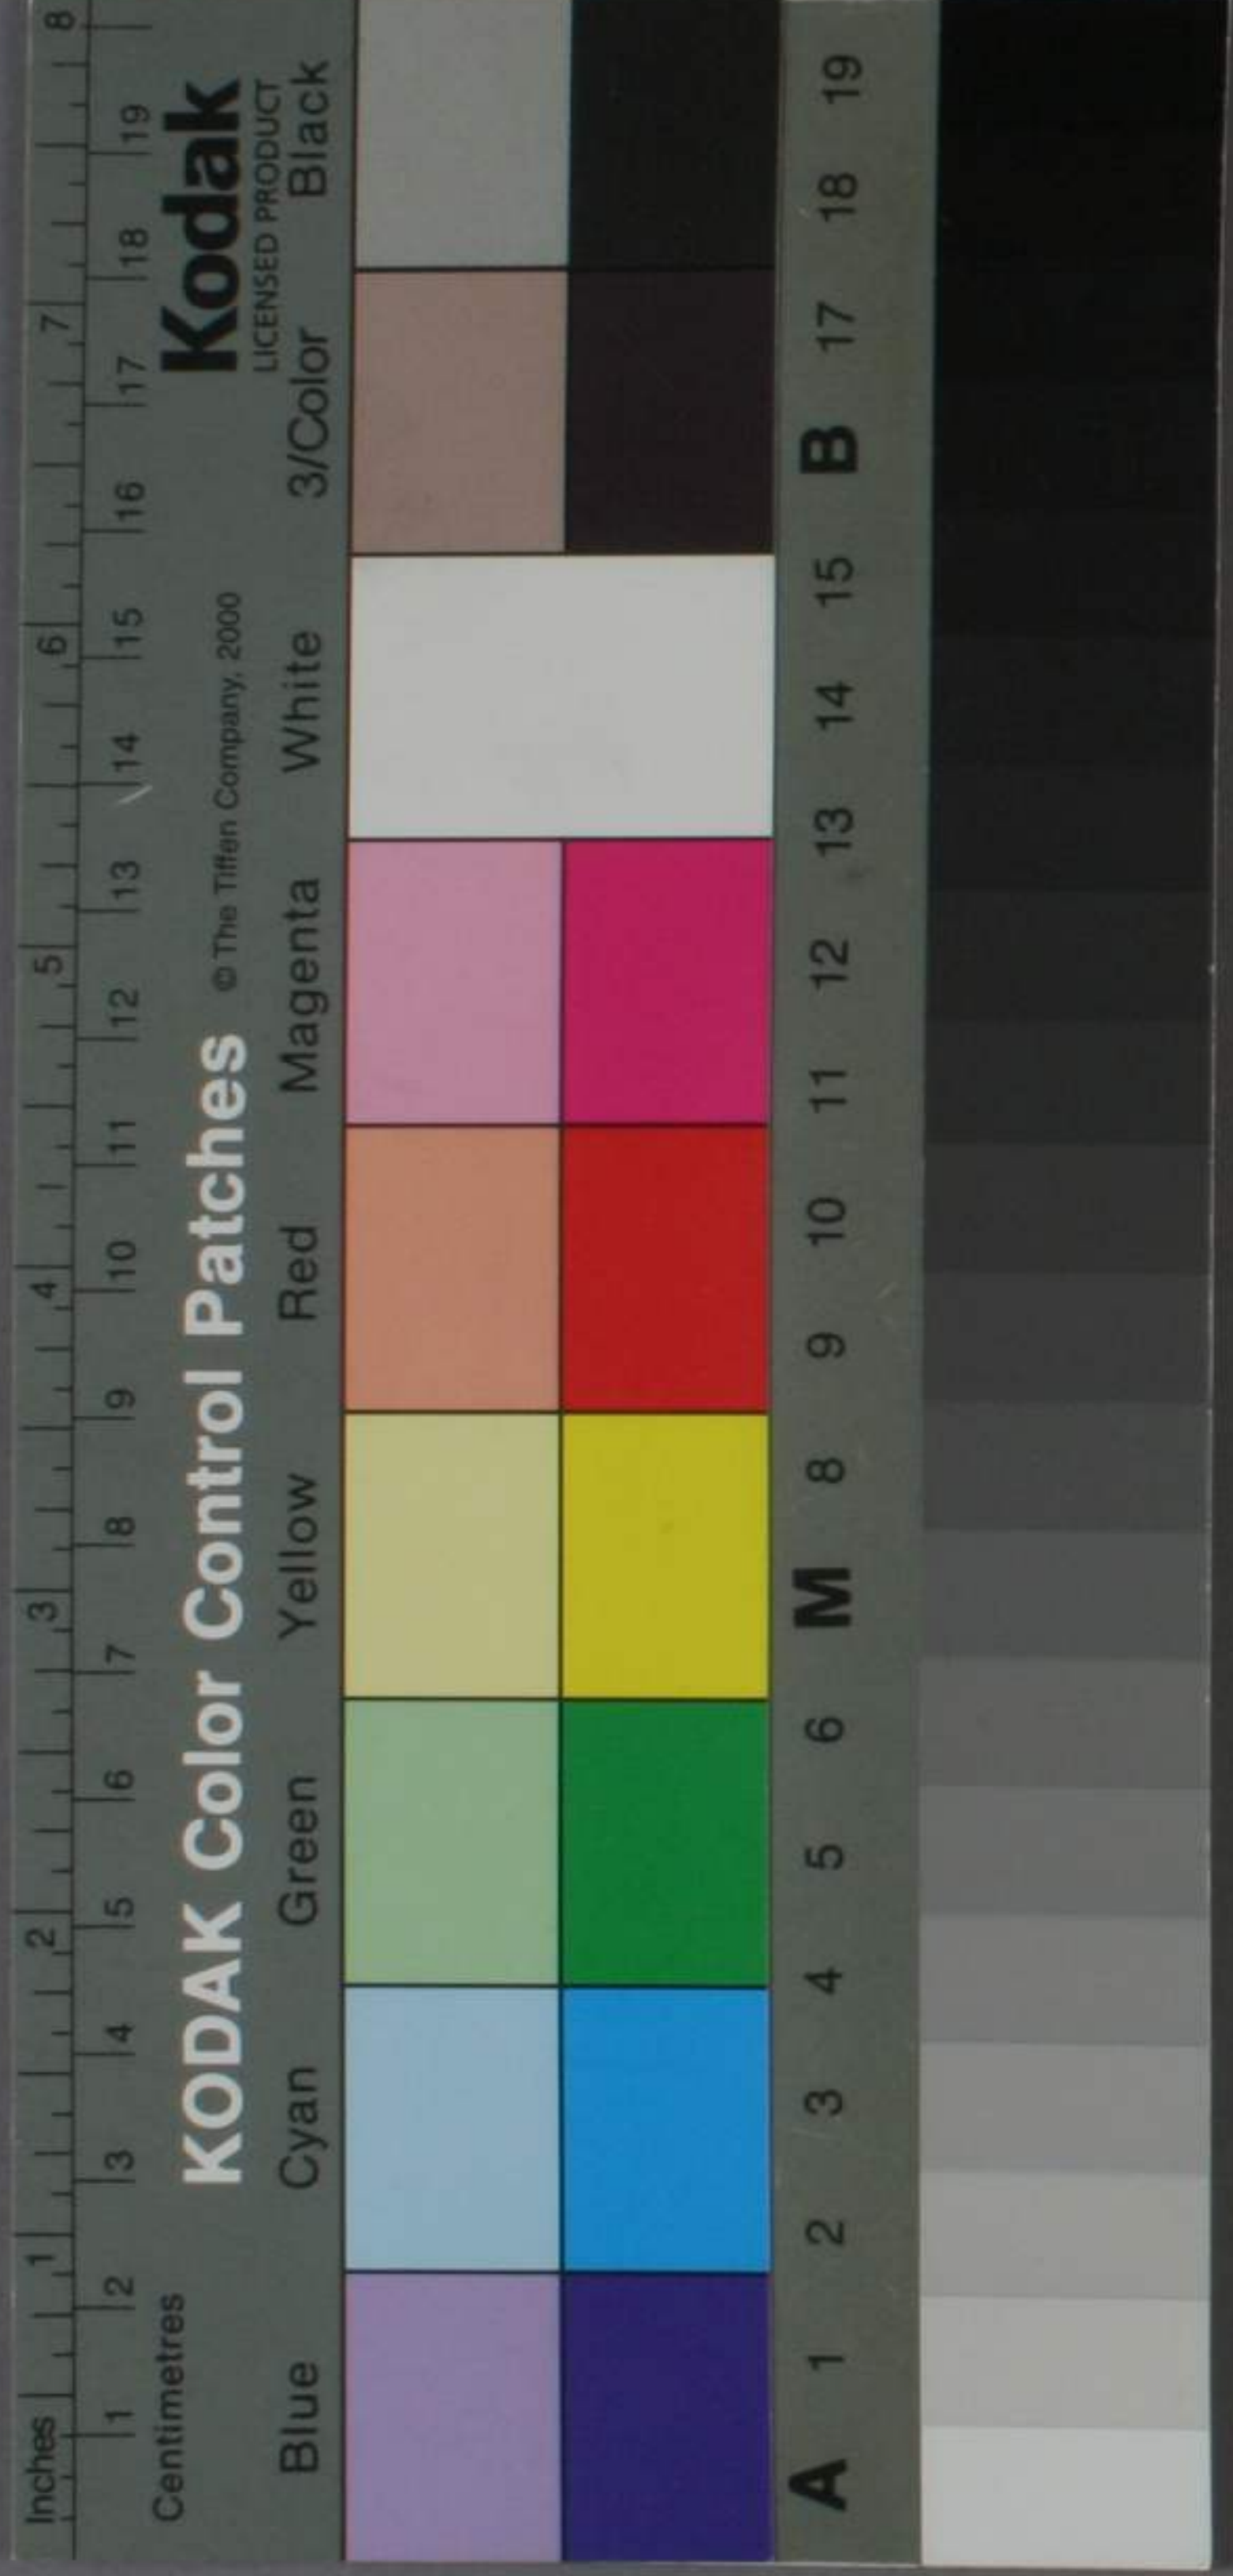 Inches 1 2 3 4 5 6 7 8
1 2 3 4 5 6 7 8 9 10 11 12 13 14 15 16 17 18 19
Centimetres
KODAK Color Control Patches © The Tiffen Company, 2000 Kodak
LICENSED PRODUCT
Blue Cyan Green Yellow Red Magenta White 3/Color Black
A 1 2 3 4 5 6 M 8 9 10 11 12 13 14 15 B 17 18 19